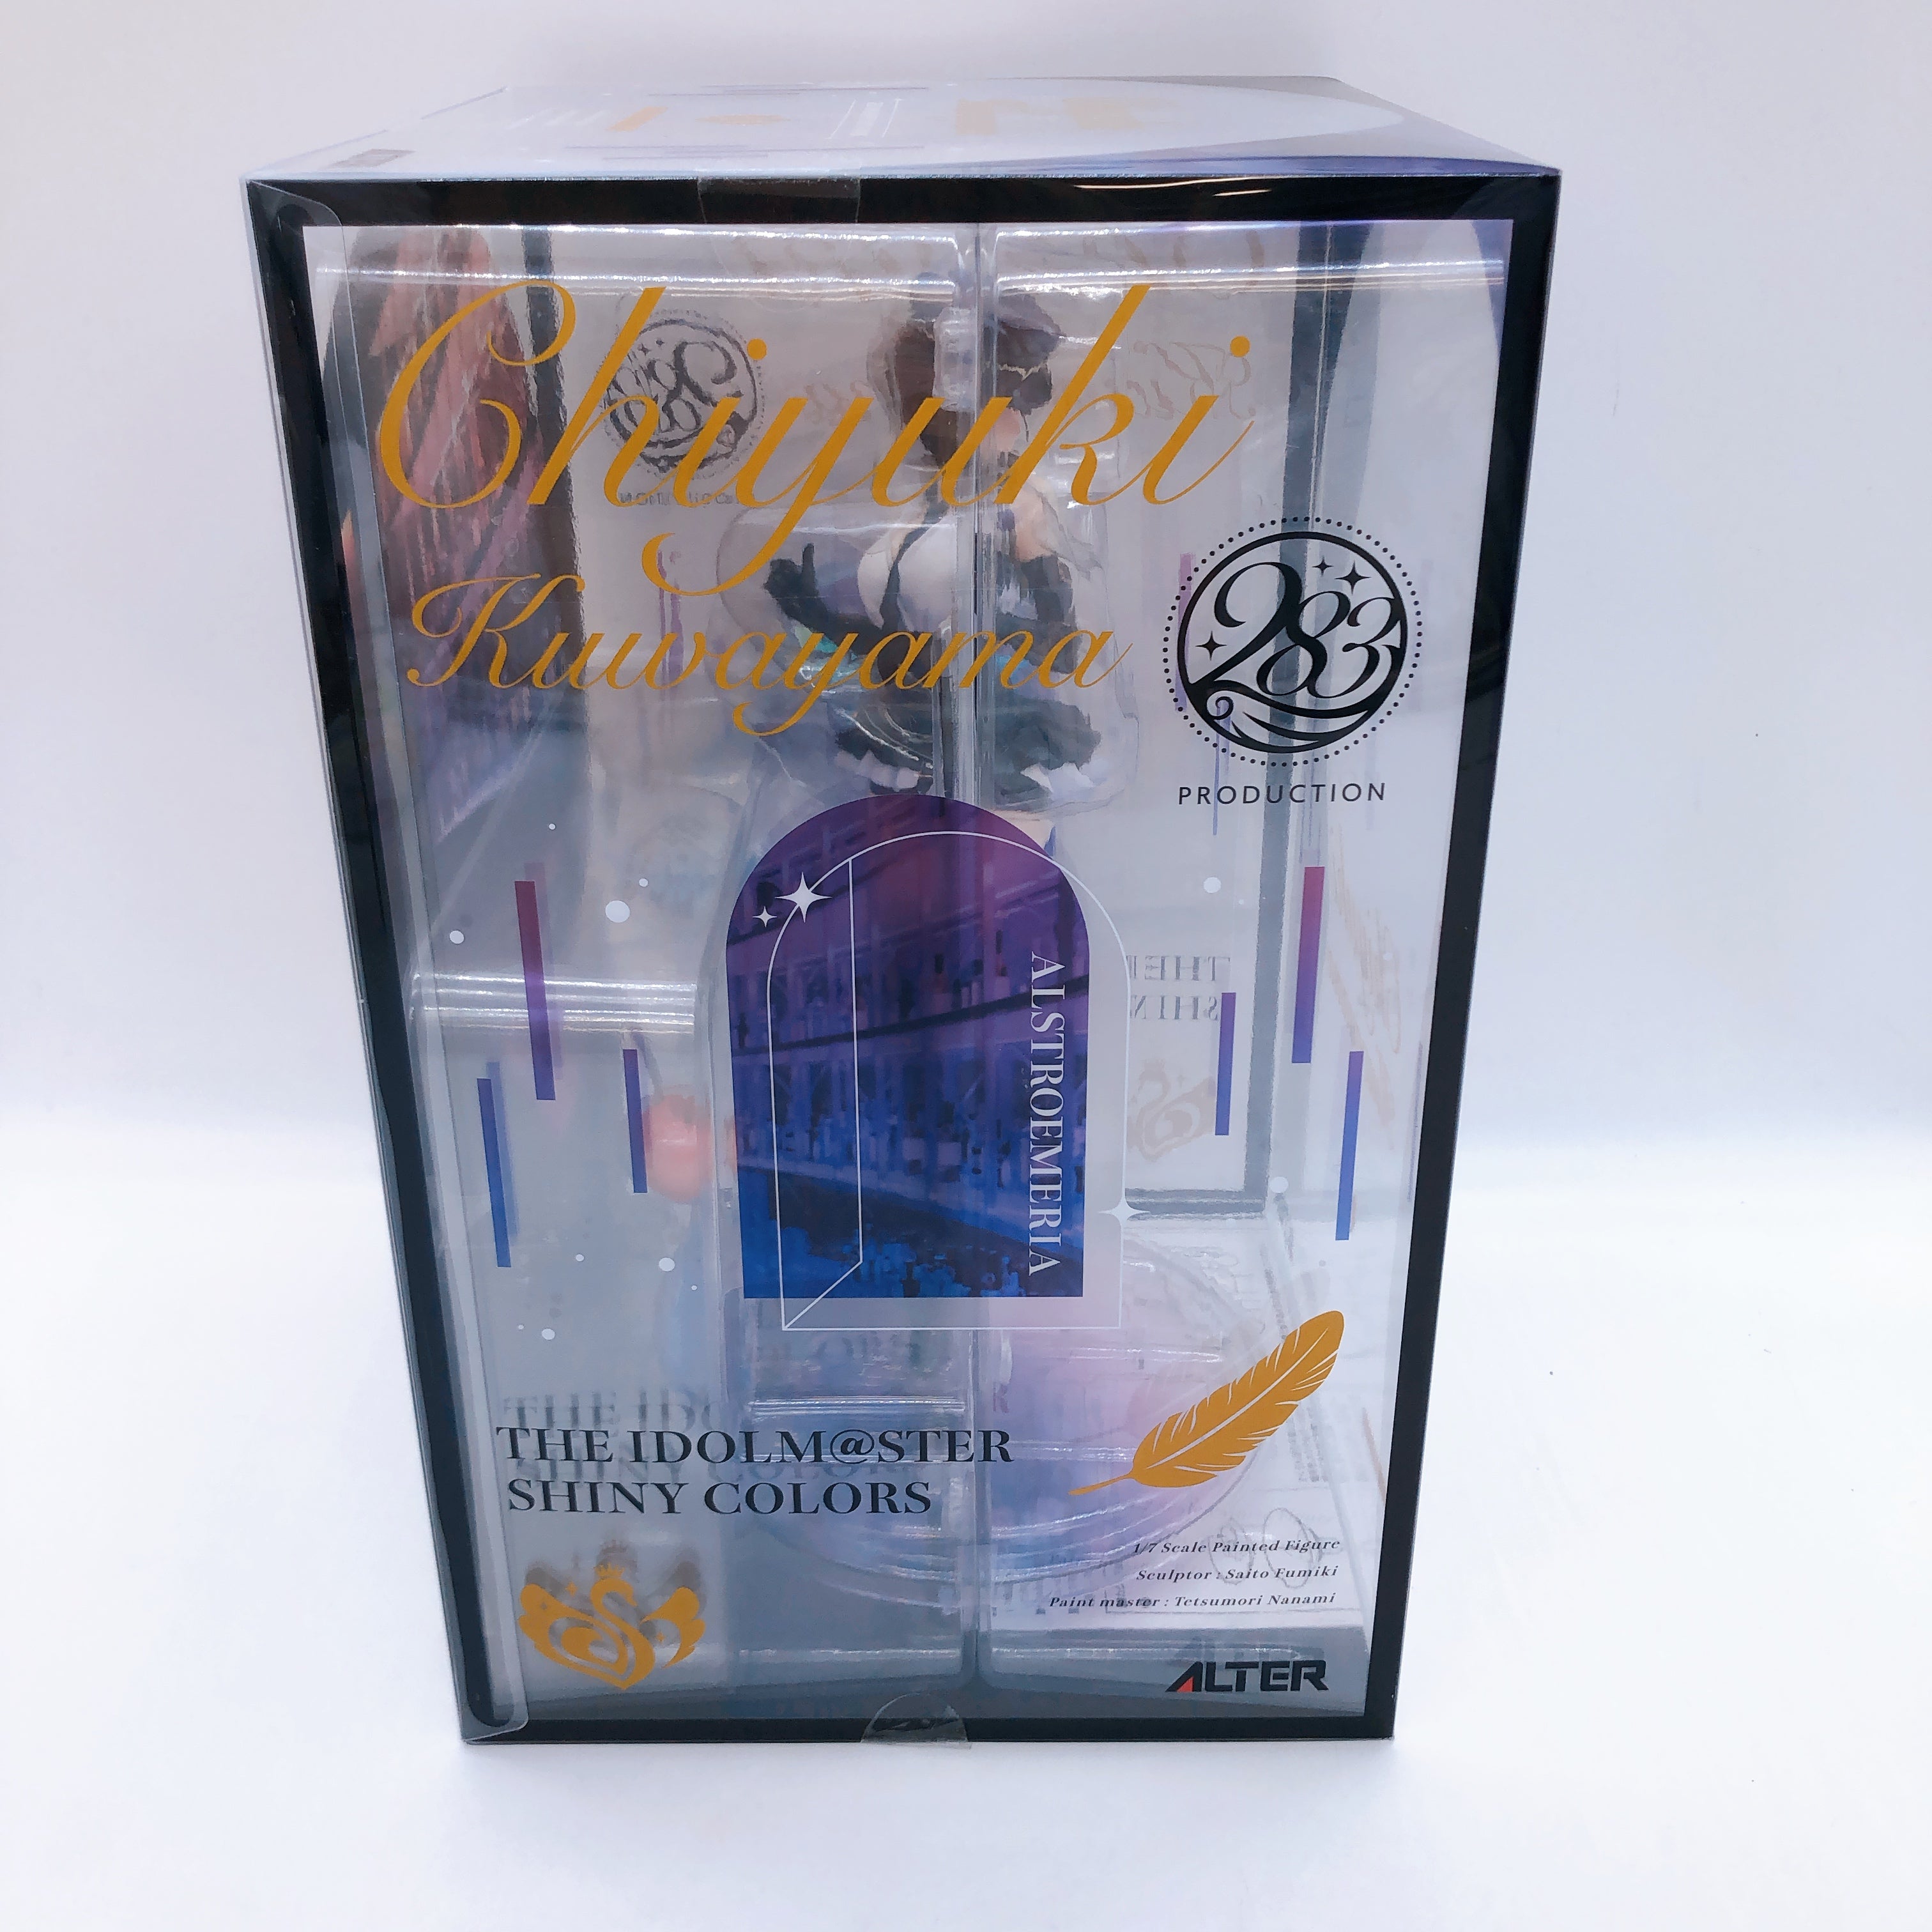 Chiyuki
Kuwayama
283
PRODUCTION
ALSTROEMERIA
THE IDOLM@STER
SHINY COLORS
1/7 Scale Painted Figure
Sculptor : Saito Fumiki
Paint master : Tetsumori Nanami
ALTER